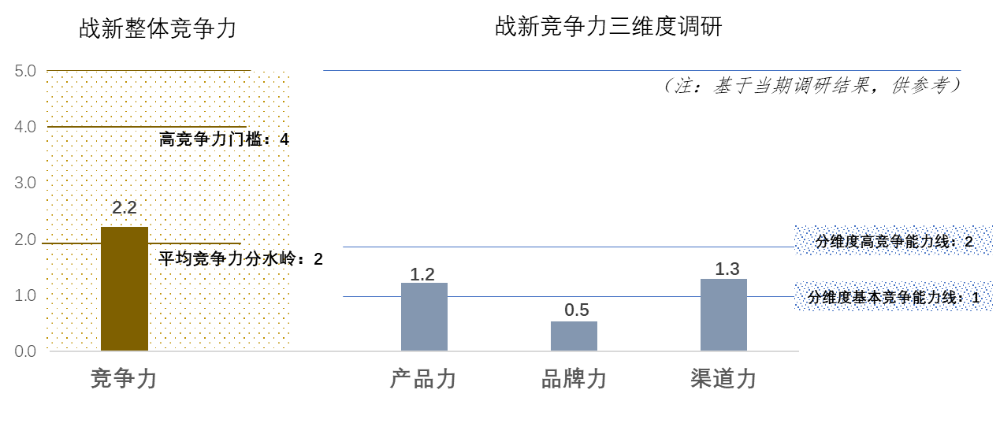 战新整体竞争力
战新竞争力三维度调研
5.0
（注：基于当期调研结果，供参考）
4.0
高竞争力门槛：4
3.0
2.2
2.0
平均竞争力分水岭：2
分维度高竞争能力线：2
1.2
1.3
1.0
0.5
分维度基本竞争能力线：1
0.0
竞争力
产品力
品牌力
渠道力